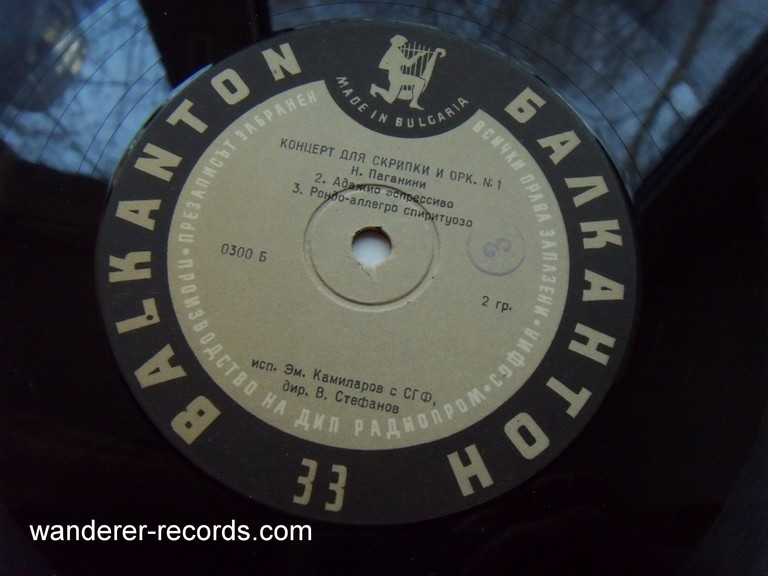 BALKANTON
БАЛКАНТОН
MADE IN BULGARIA
ПРОИЗВОДСТВО НА ДИП РАДИОПРОМ • СОФИЯ • ВСИЧКИ ПРАВА ЗАПАЗЕНИ
ПРЕЗАПИСЪТ ЗАБРАНЕН
КОНЦЕРТ ДЛЯ СКРИПКИ И ОРК. №1
Н. Паганини
2. Адажио эспрессиво
3. Рондо-аллегро спиритуозо
3
0300 Б
2 гр.
исп. Эм. Камиларов с СГФ,
дир. В. Стефанов
33
wanderer-records.com